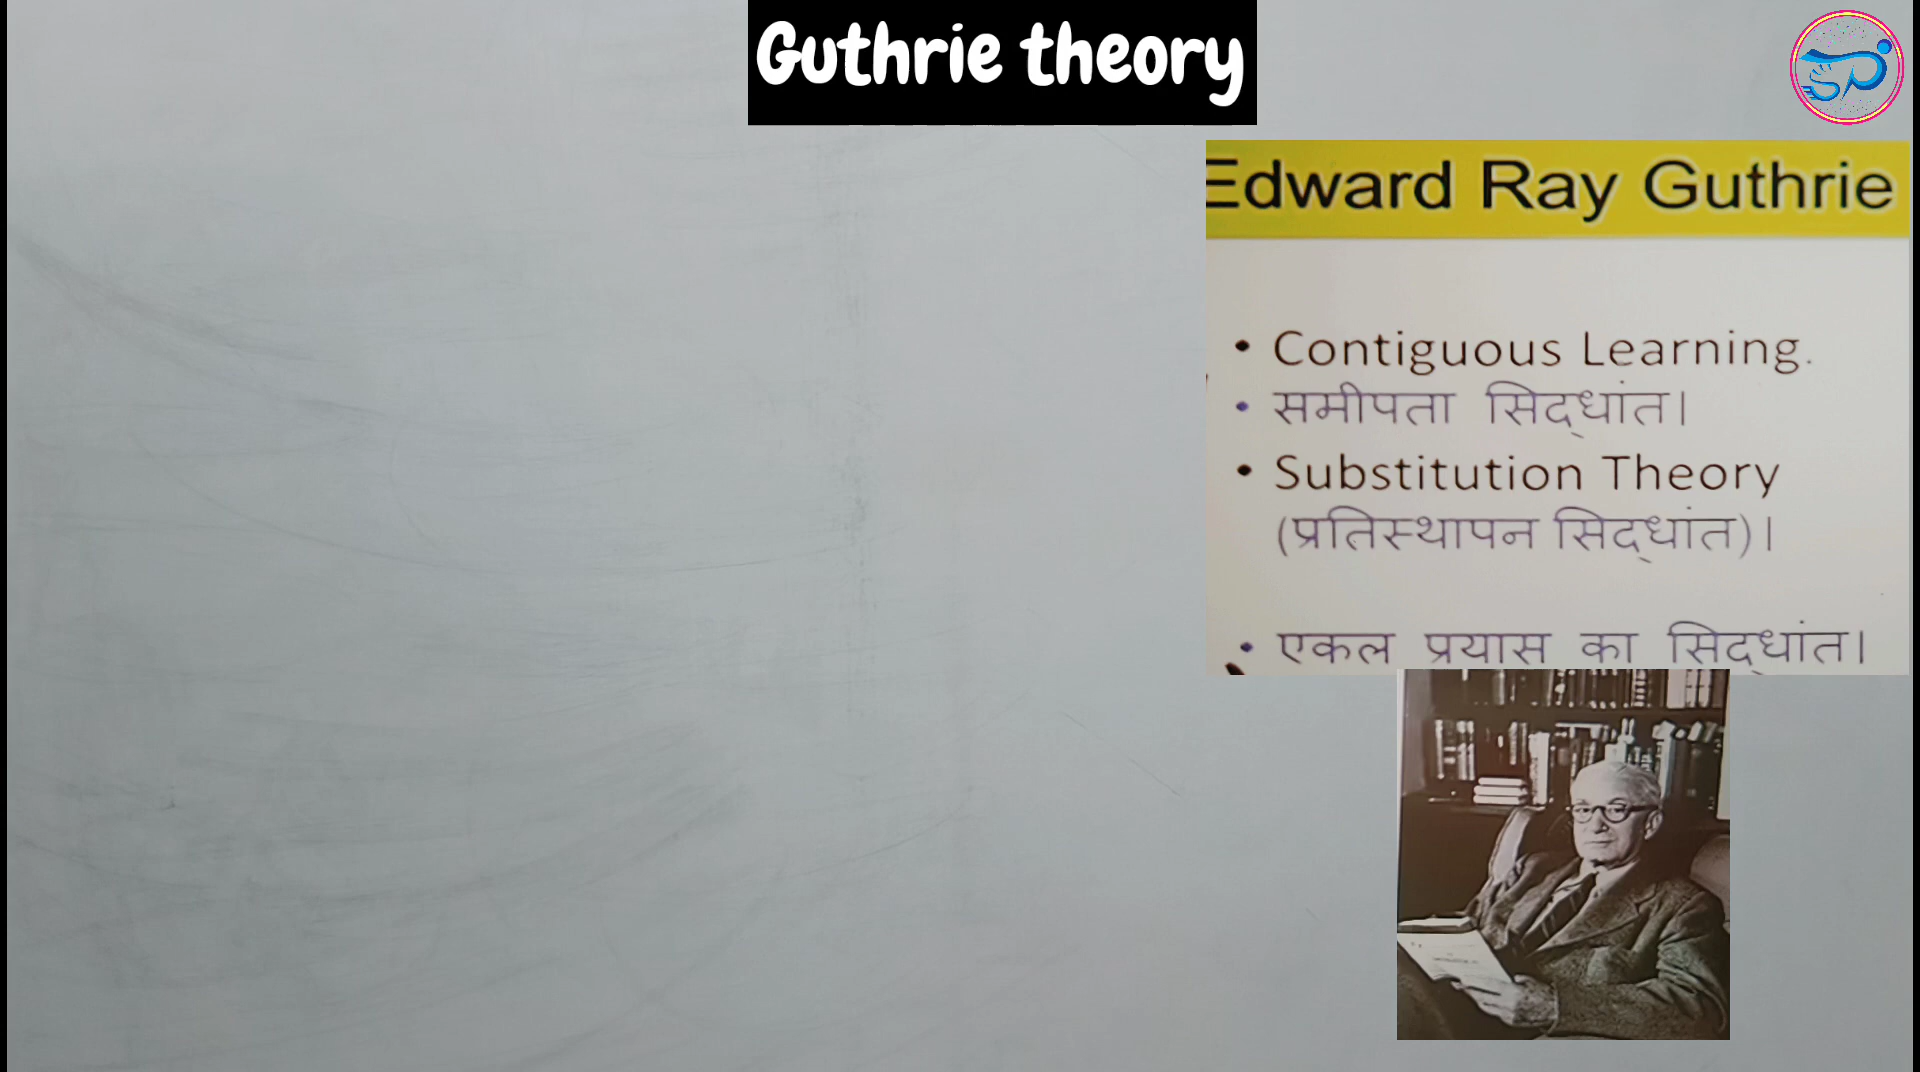 Guthrie theory
Edward Ray Guthrie
• Contiguous Learning.
• समीपता सिद्धांत।
• Substitution Theory
(प्रतिस्थापन सिद्धांत)।
• एकल प्रयास का सिद्धांत।